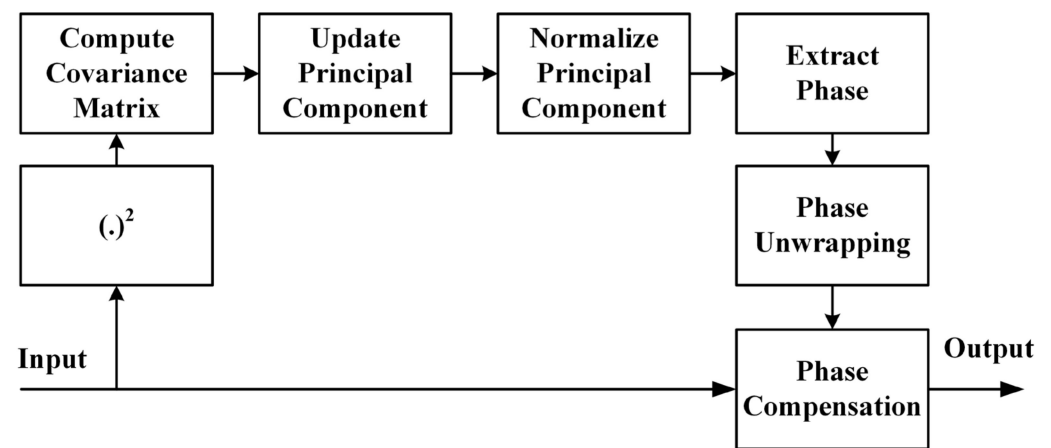 Compute
Covariance
Matrix
Update
Principal
Component
Normalize
Principal
Component
Extract
Phase
(.)²
Phase
Unwrapping
Input
Phase
Compensation
Output